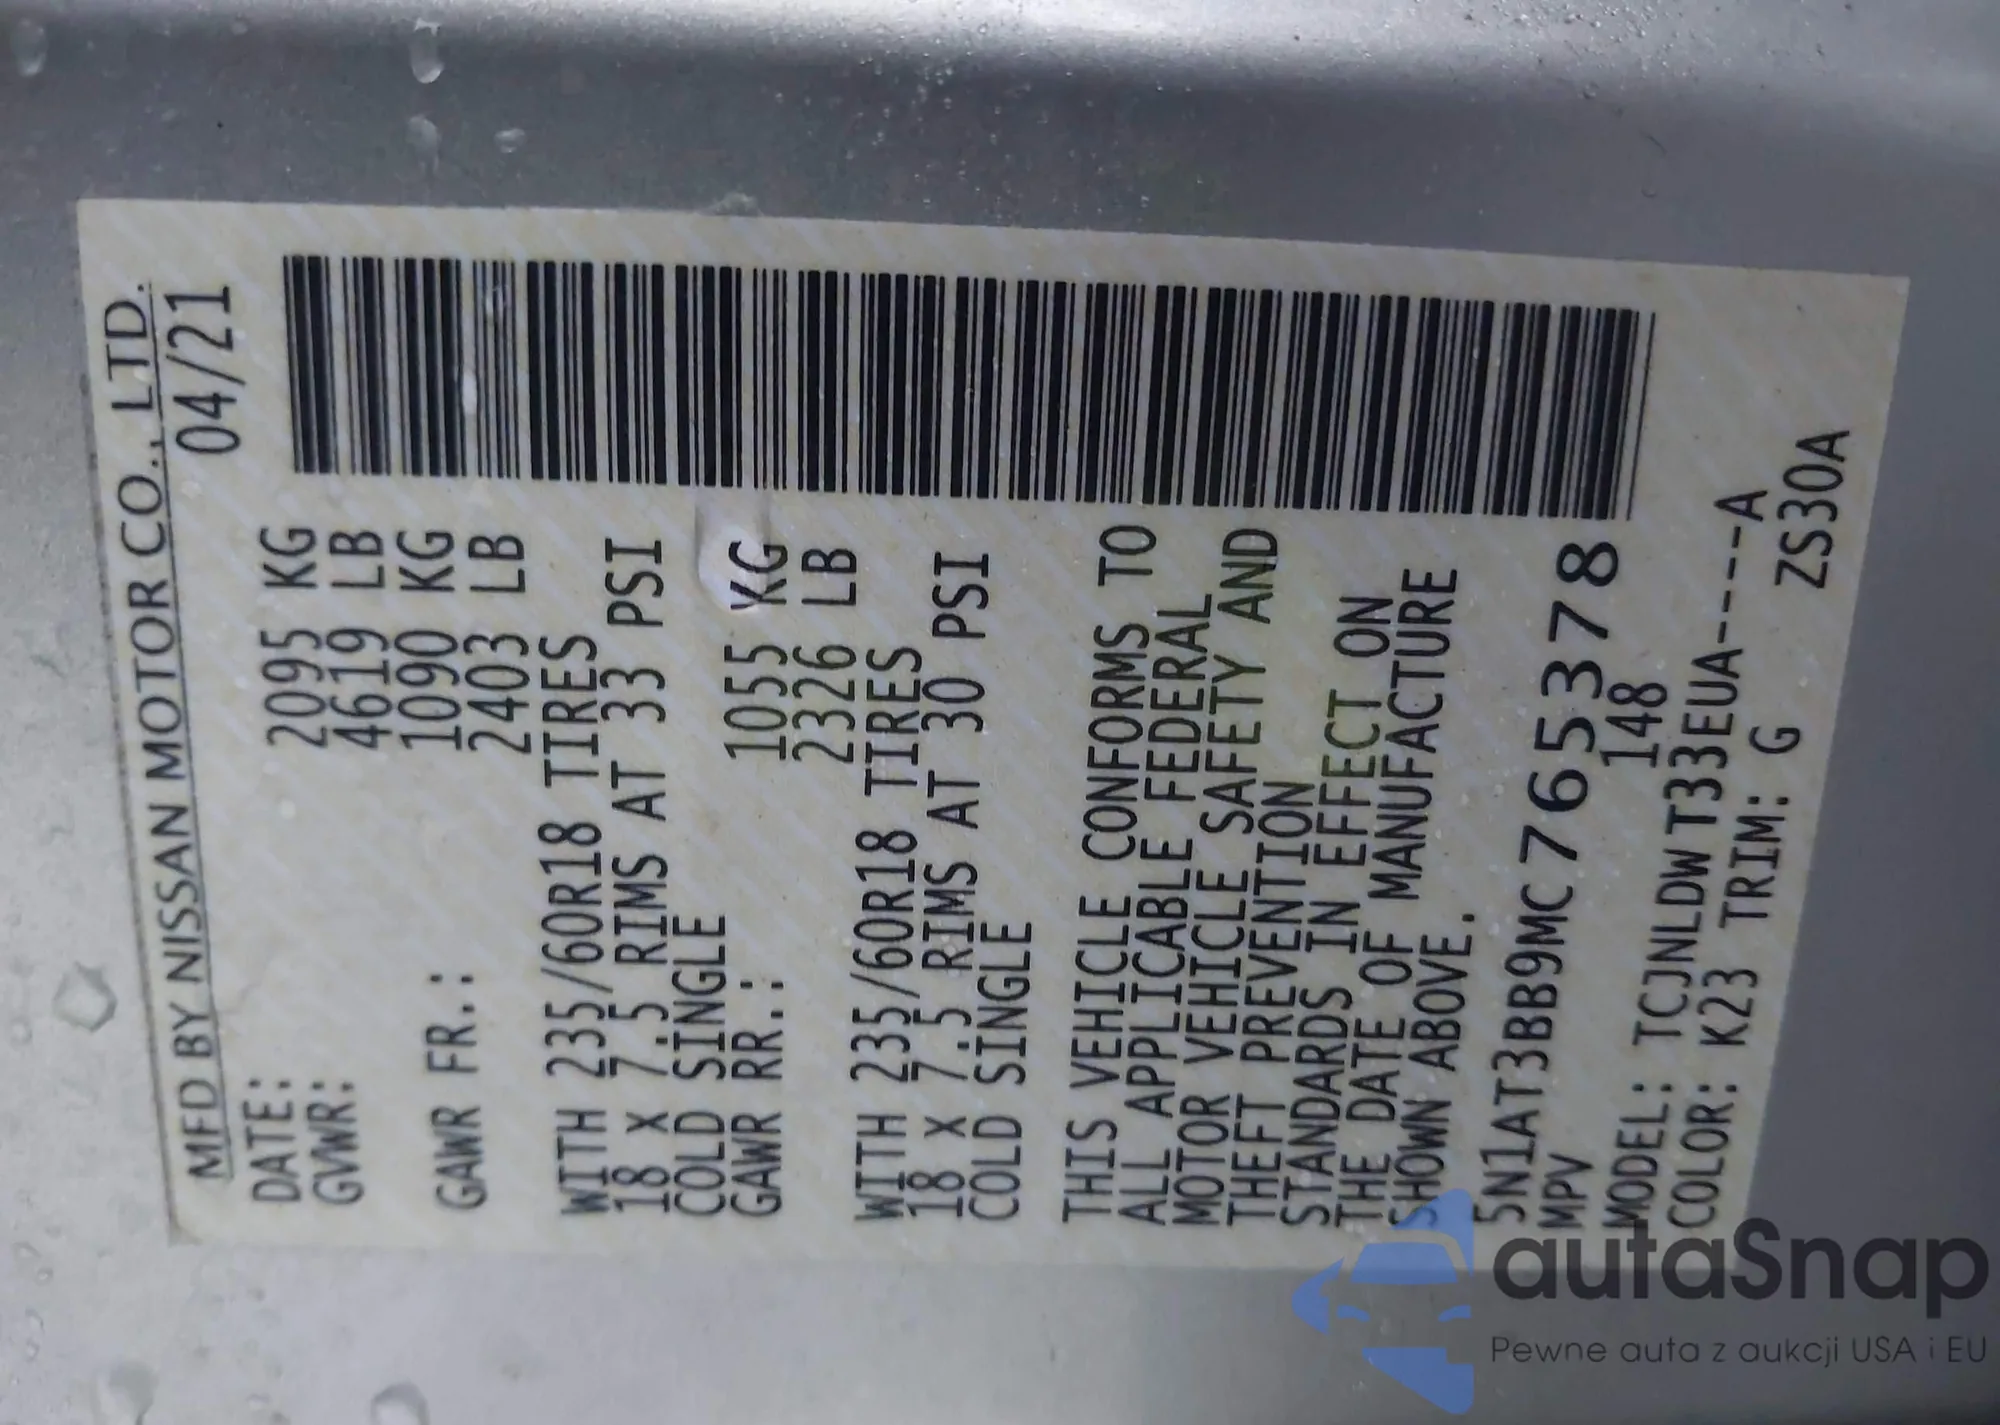 MFD BY NISSAN MOTOR CO., LTD.
DATE: 04/21
GVWR: 2095 KG
4619 LB
GAWR FR.: 1090 KG
2403 LB
WITH 235/60R18 TIRES
18 X 7.5 RIMS AT 33 PSI
COLD SINGLE
GAWR RR.: 1055 KG
2326 LB
WITH 235/60R18 TIRES
18 X 7.5 RIMS AT 30 PSI
COLD SINGLE
THIS VEHICLE CONFORMS TO
ALL APPLICABLE FEDERAL
MOTOR VEHICLE SAFETY AND
THEFT PREVENTION
STANDARDS IN EFFECT ON
THE DATE OF MANUFACTURE
SHOWN ABOVE.
5N1AT3BB9MC765378
MPV 148
MODEL: TCJNLDWT33EUA----A
COLOR: K23 TRIM: G
ZS30A
autaSnap
Pewne auta z aukcji USA i EU